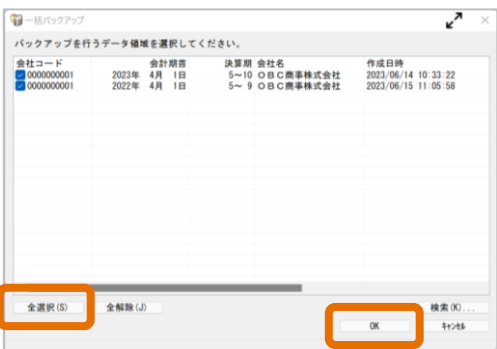 一括バックアップ
バックアップを行うデータ領域を選択してください。
会社コード 会計期首 決算期 会社名 作成日時
0000000001 2023年 4月 1日 5～10 ＯＢＣ商事株式会社 2023/06/14 10:33:22
0000000001 2022年 4月 1日 5～ 9 ＯＢＣ商事株式会社 2023/06/15 11:05:58
全選択(S) 全解除(J) 検索(K)...
OK ｷｬﾝｾﾙ